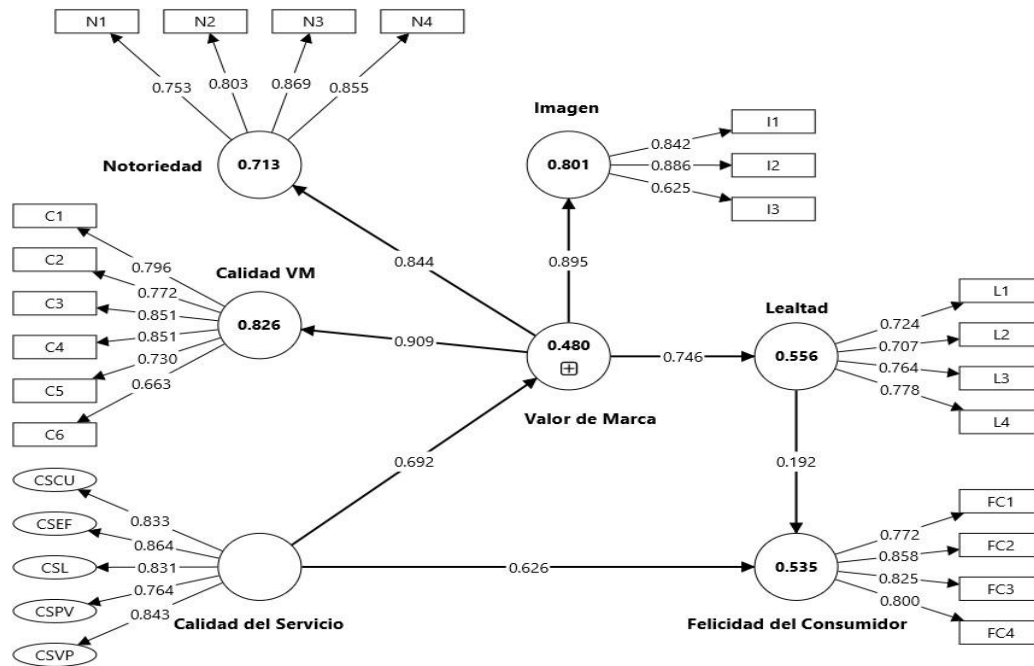 N1 N2 N3 N4
0.753 0.803 0.869 0.855
Notoriedad
0.713
Imagen
0.801
0.842
0.886
0.625
I1
I2
I3
C1
C2
C3
C4
C5
C6
0.796
0.772
0.851
0.851
0.730
0.663
Calidad VM
0.826
0.844
0.895
0.909
0.480
Valor de Marca
0.746
Lealtad
0.556
0.724
0.707
0.764
0.778
L1
L2
L3
L4
0.692
0.192
CSCU
CSEF
CSL
CSPV
CSVP
0.833
0.864
0.831
0.764
0.843
Calidad del Servicio
0.626
0.535
Felicidad del Consumidor
0.772
0.858
0.825
0.800
FC1
FC2
FC3
FC4